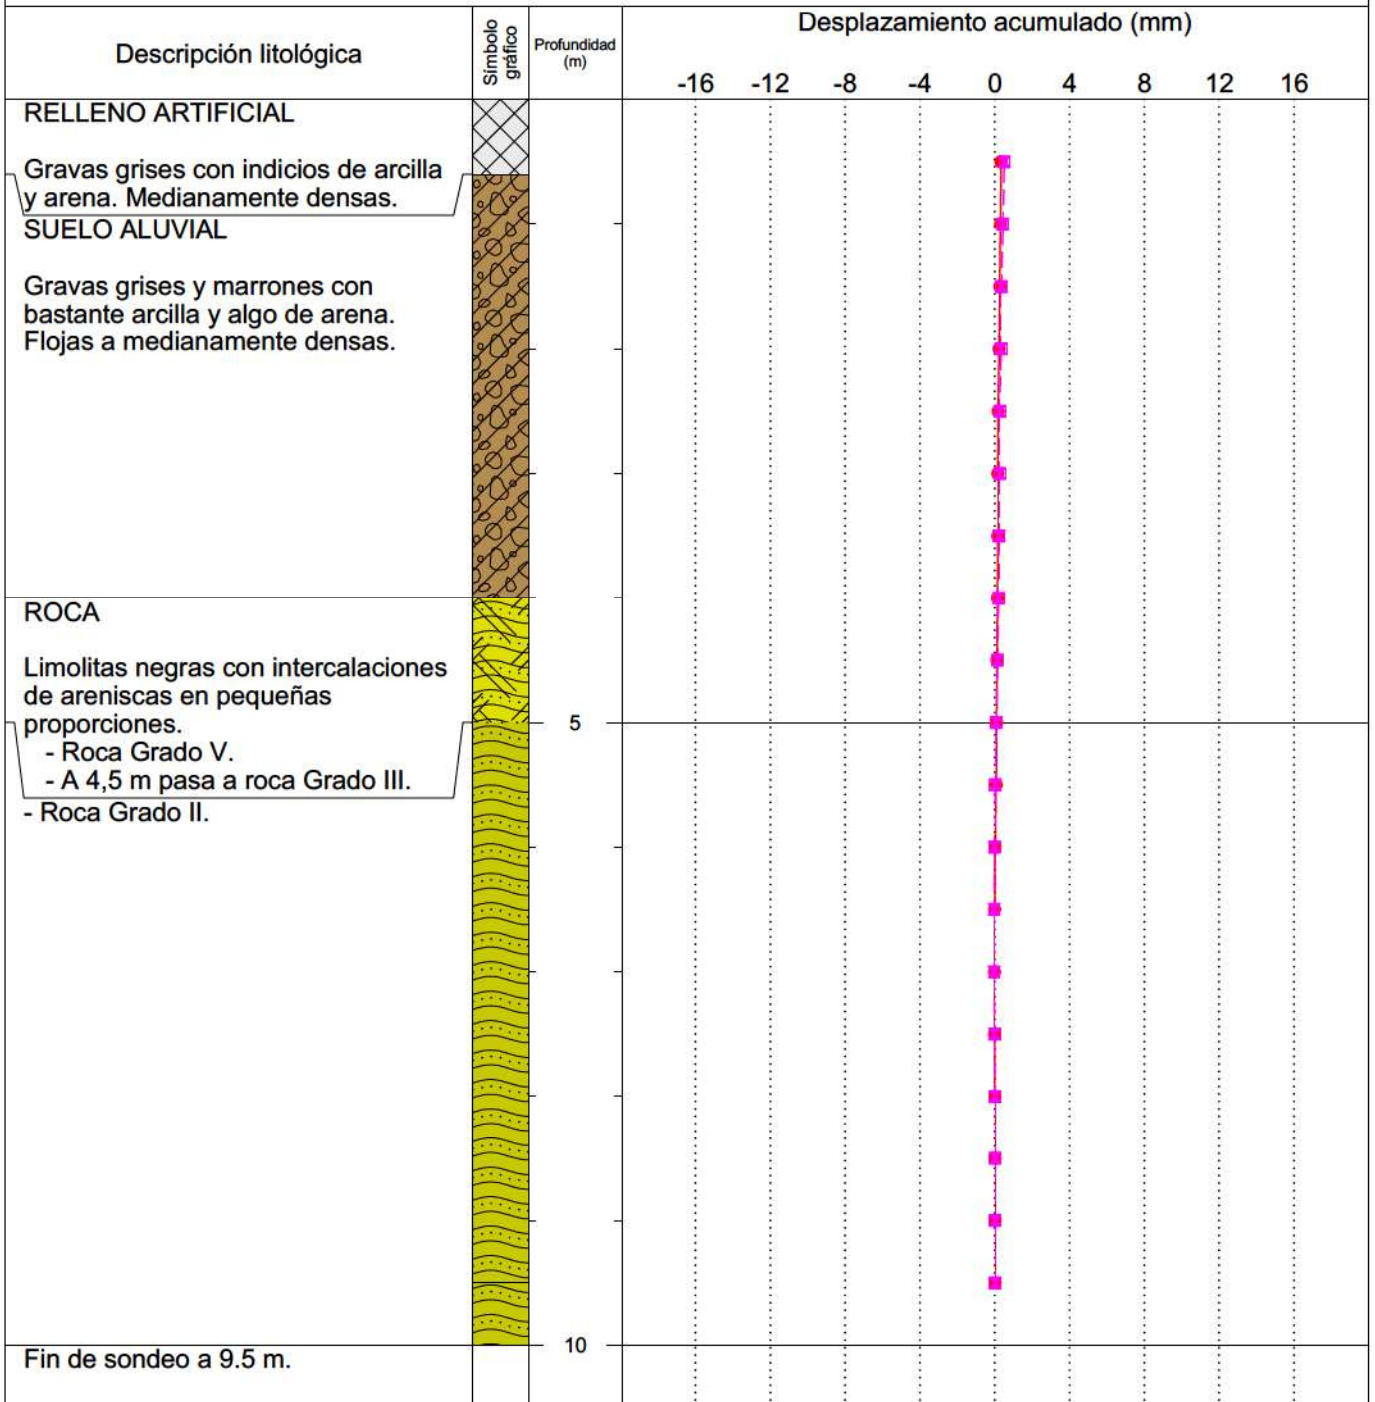 Descripción litológica
Símbolo
gráfico
Profundidad
(m)
Desplazamiento acumulado (mm)
-16 -12 -8 -4 0 4 8 12 16
RELLENO ARTIFICIAL
Gravas grises con indicios de arcilla
y arena. Medianamente densas.
SUELO ALUVIAL
Gravas grises y marrones con
bastante arcilla y algo de arena.
Flojas a medianamente densas.
ROCA
Limolitas negras con intercalaciones
de areniscas en pequeñas
proporciones.
- Roca Grado V.
- A 4,5 m pasa a roca Grado III.
- Roca Grado II.
5
10
Fin de sondeo a 9.5 m.